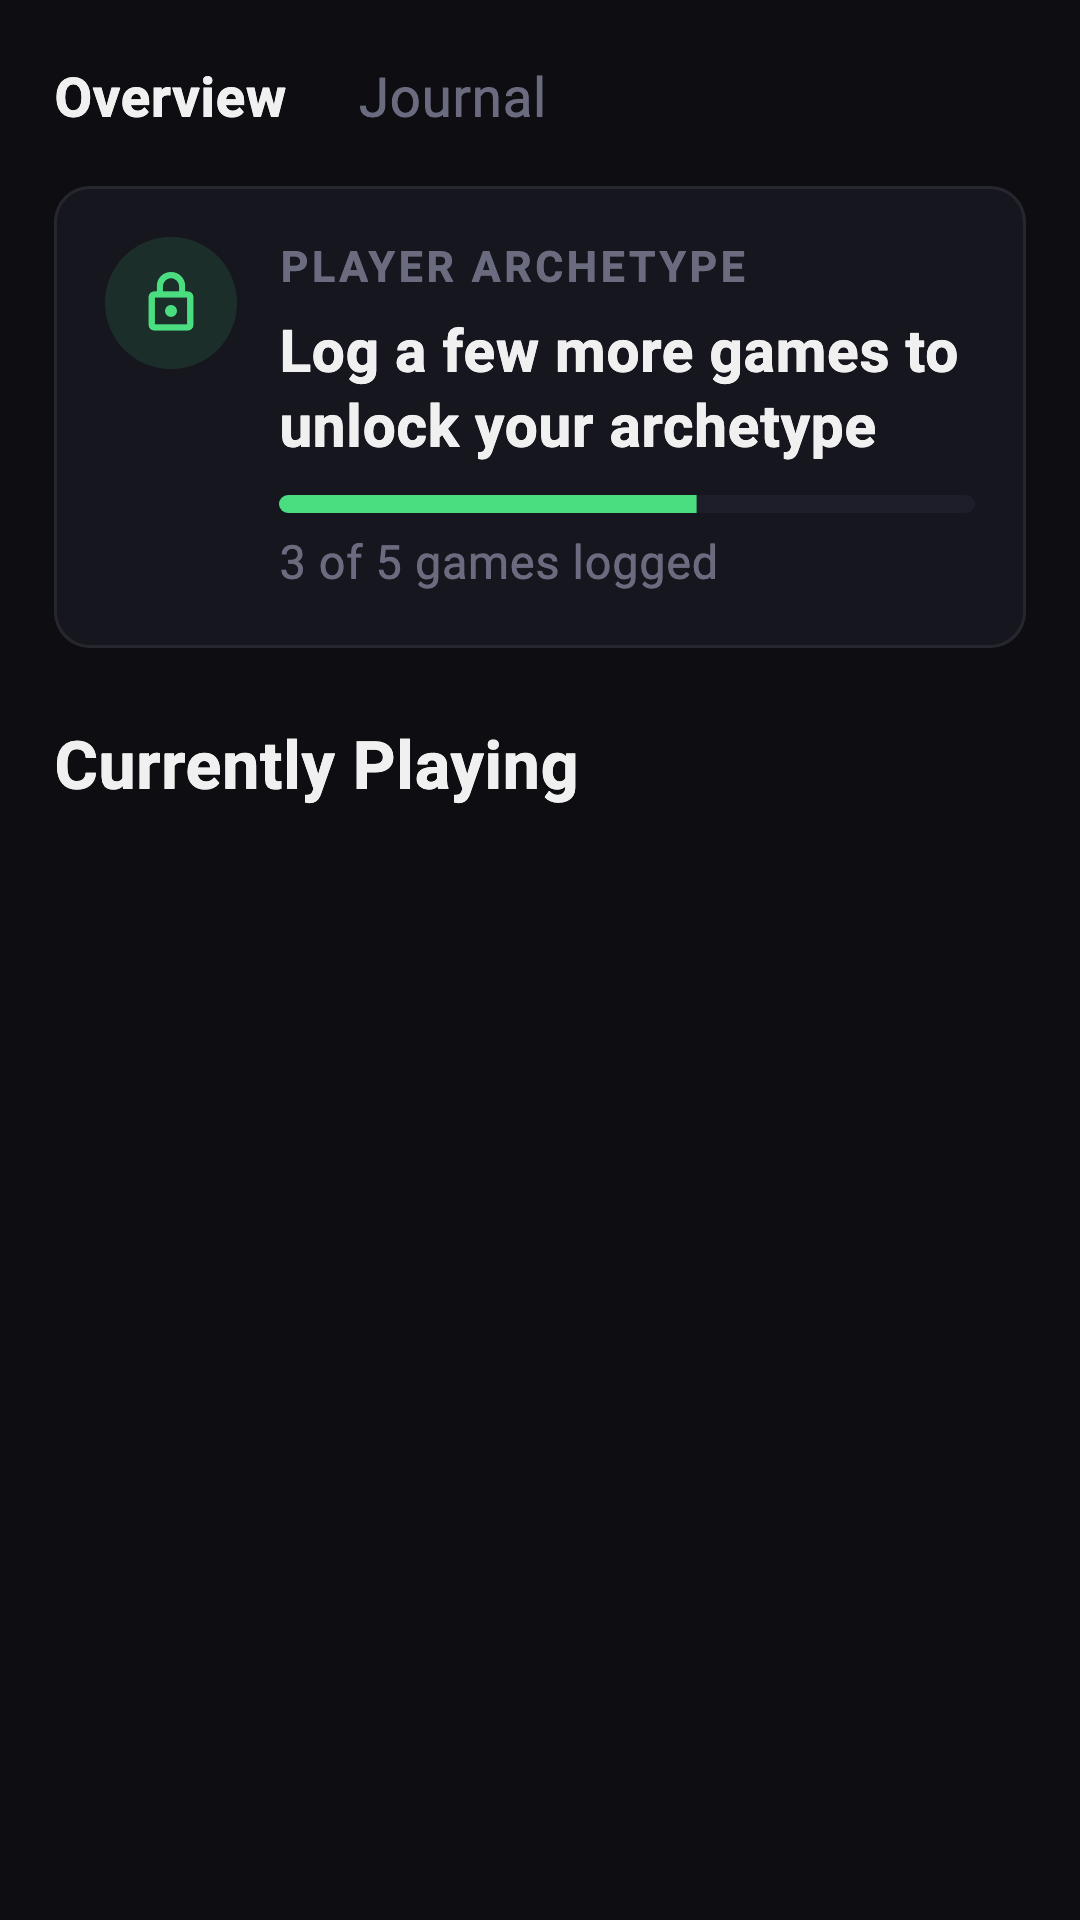 Overview Journal
PLAYER ARCHETYPE
Log a few more games to
unlock your archetype
3 of 5 games logged
Currently Playing